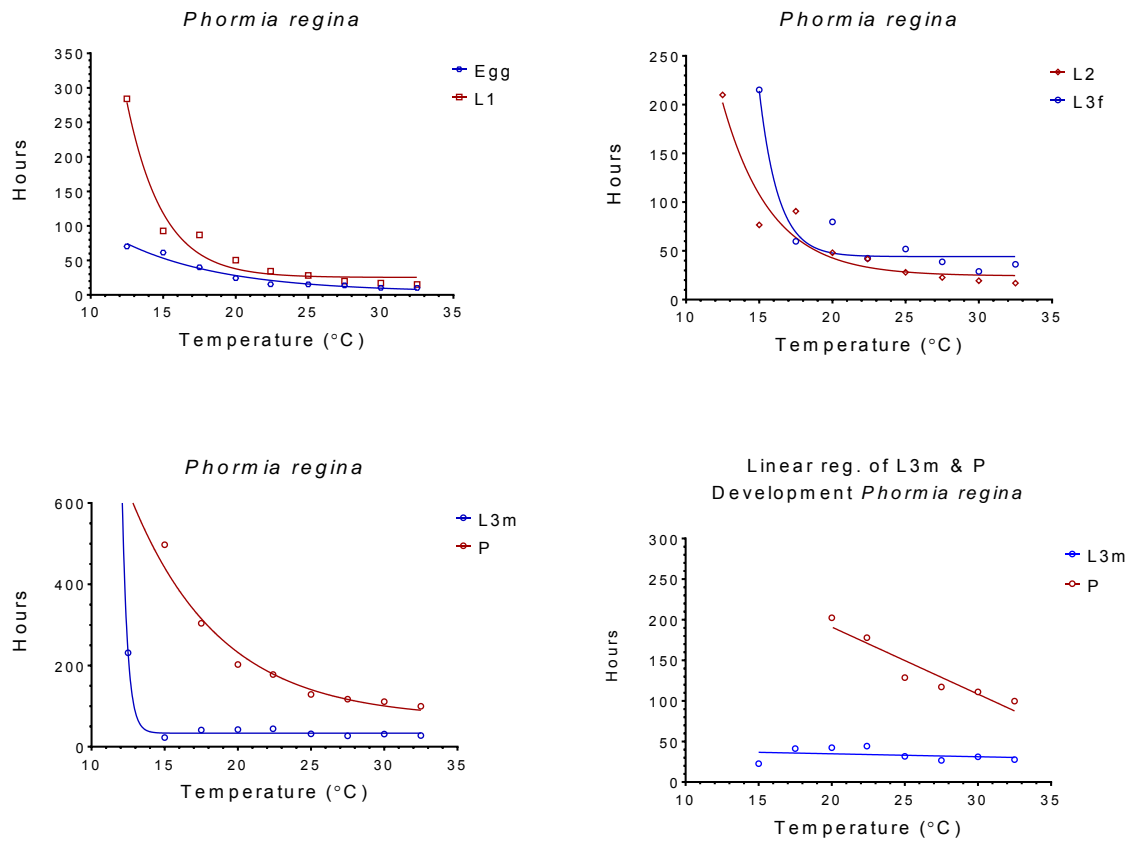 Phormia regina
350
300
250
200
150
100
50
0
Hours
10 15 20 25 30 35
Temperature (°C)
Egg
L1
Phormia regina
250
200
150
100
50
0
Hours
10 15 20 25 30 35
Temperature (°C)
L2
L3f
Phormia regina
600
400
200
0
Hours
10 15 20 25 30 35
Temperature (°C)
L3m
P
Linear reg. of L3m & P
Development Phormia regina
300
250
200
150
100
50
0
Hours
10 15 20 25 30 35
Temperature (°C)
L3m
P